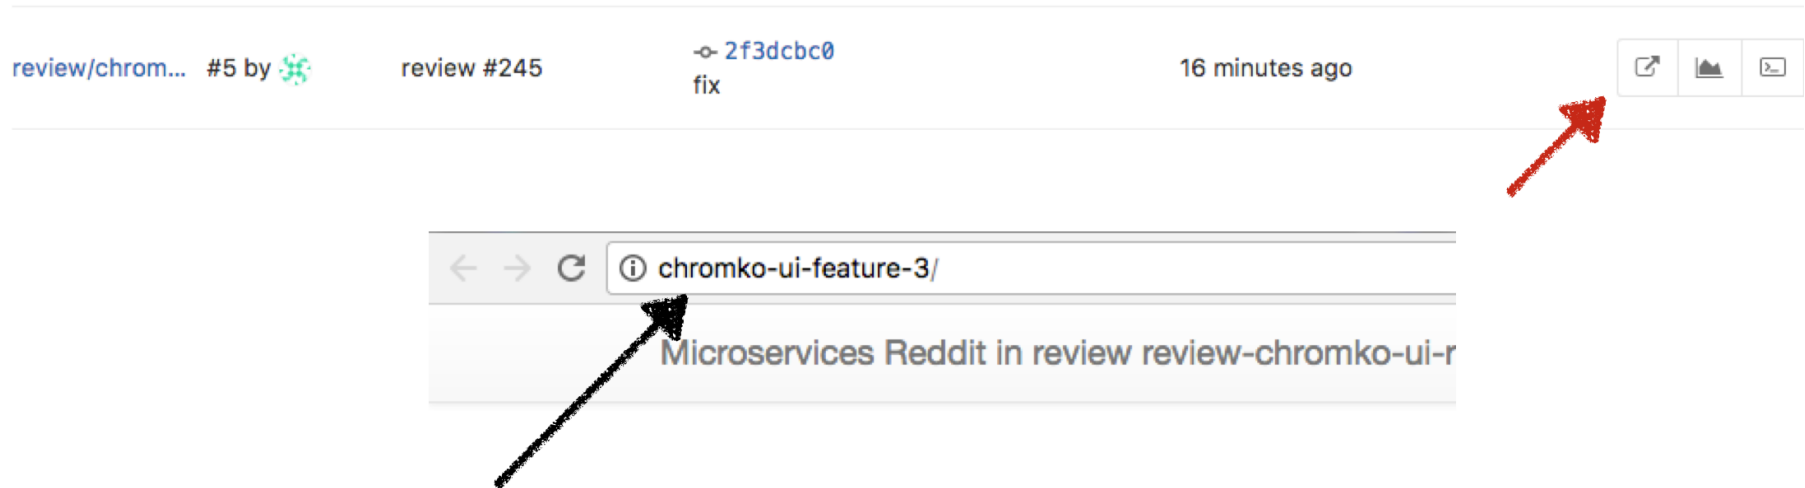 review/chrom... #5 by review #245 2f3dcbc0 16 minutes ago
fix
chromko-ui-feature-3/
Microservices Reddit in review review-chromko-ui-r